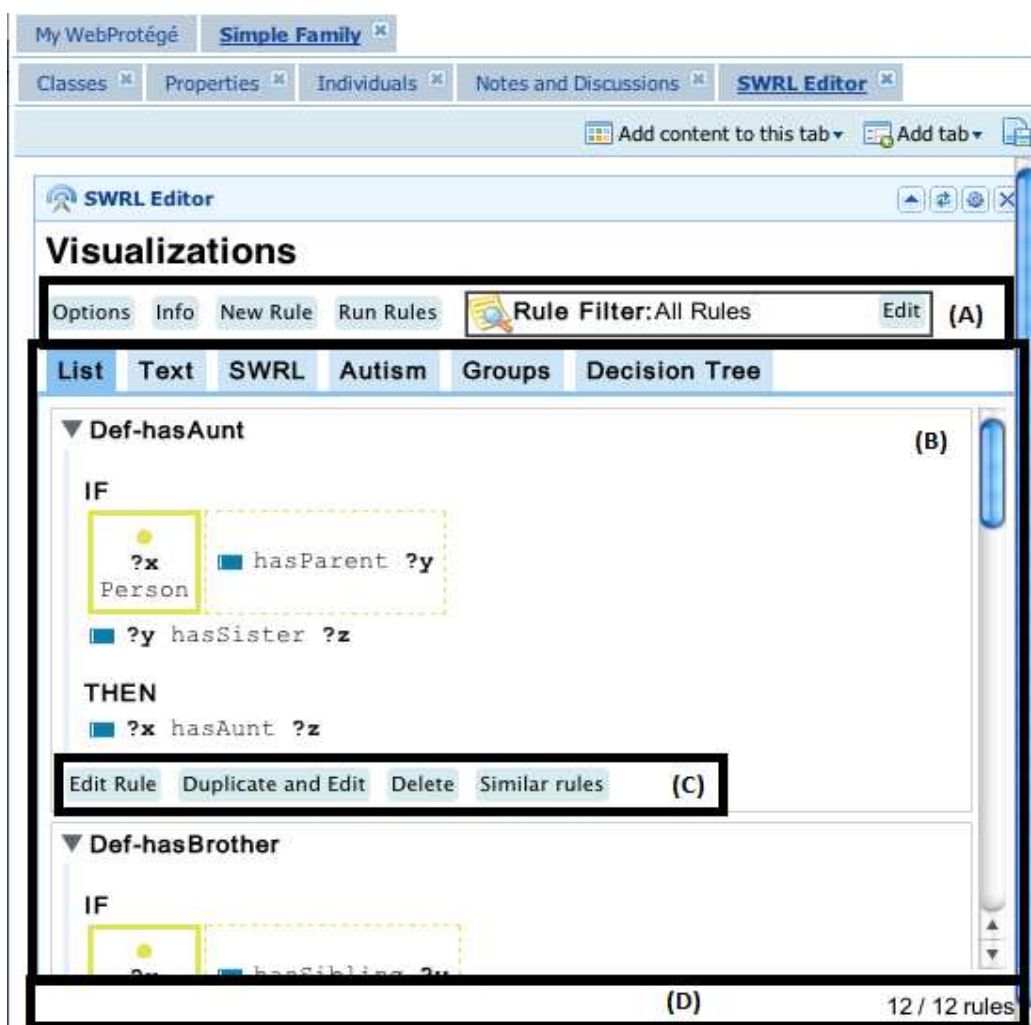 My WebProtégé Simple Family
Classes Properties Individuals Notes and Discussions SWRL Editor
Add content to this tab Add tab
SWRL Editor
Visualizations
Options Info New Rule Run Rules Rule Filter: All Rules Edit (A)
List Text SWRL Autism Groups Decision Tree
Def-hasAunt
(B)
IF
?x
Person
hasParent ?y
?y hasSister ?z
THEN
?x hasAunt ?z
Edit Rule Duplicate and Edit Delete Similar rules (C)
Def-hasBrother
IF
hasSibling
(D)
12 / 12 rules